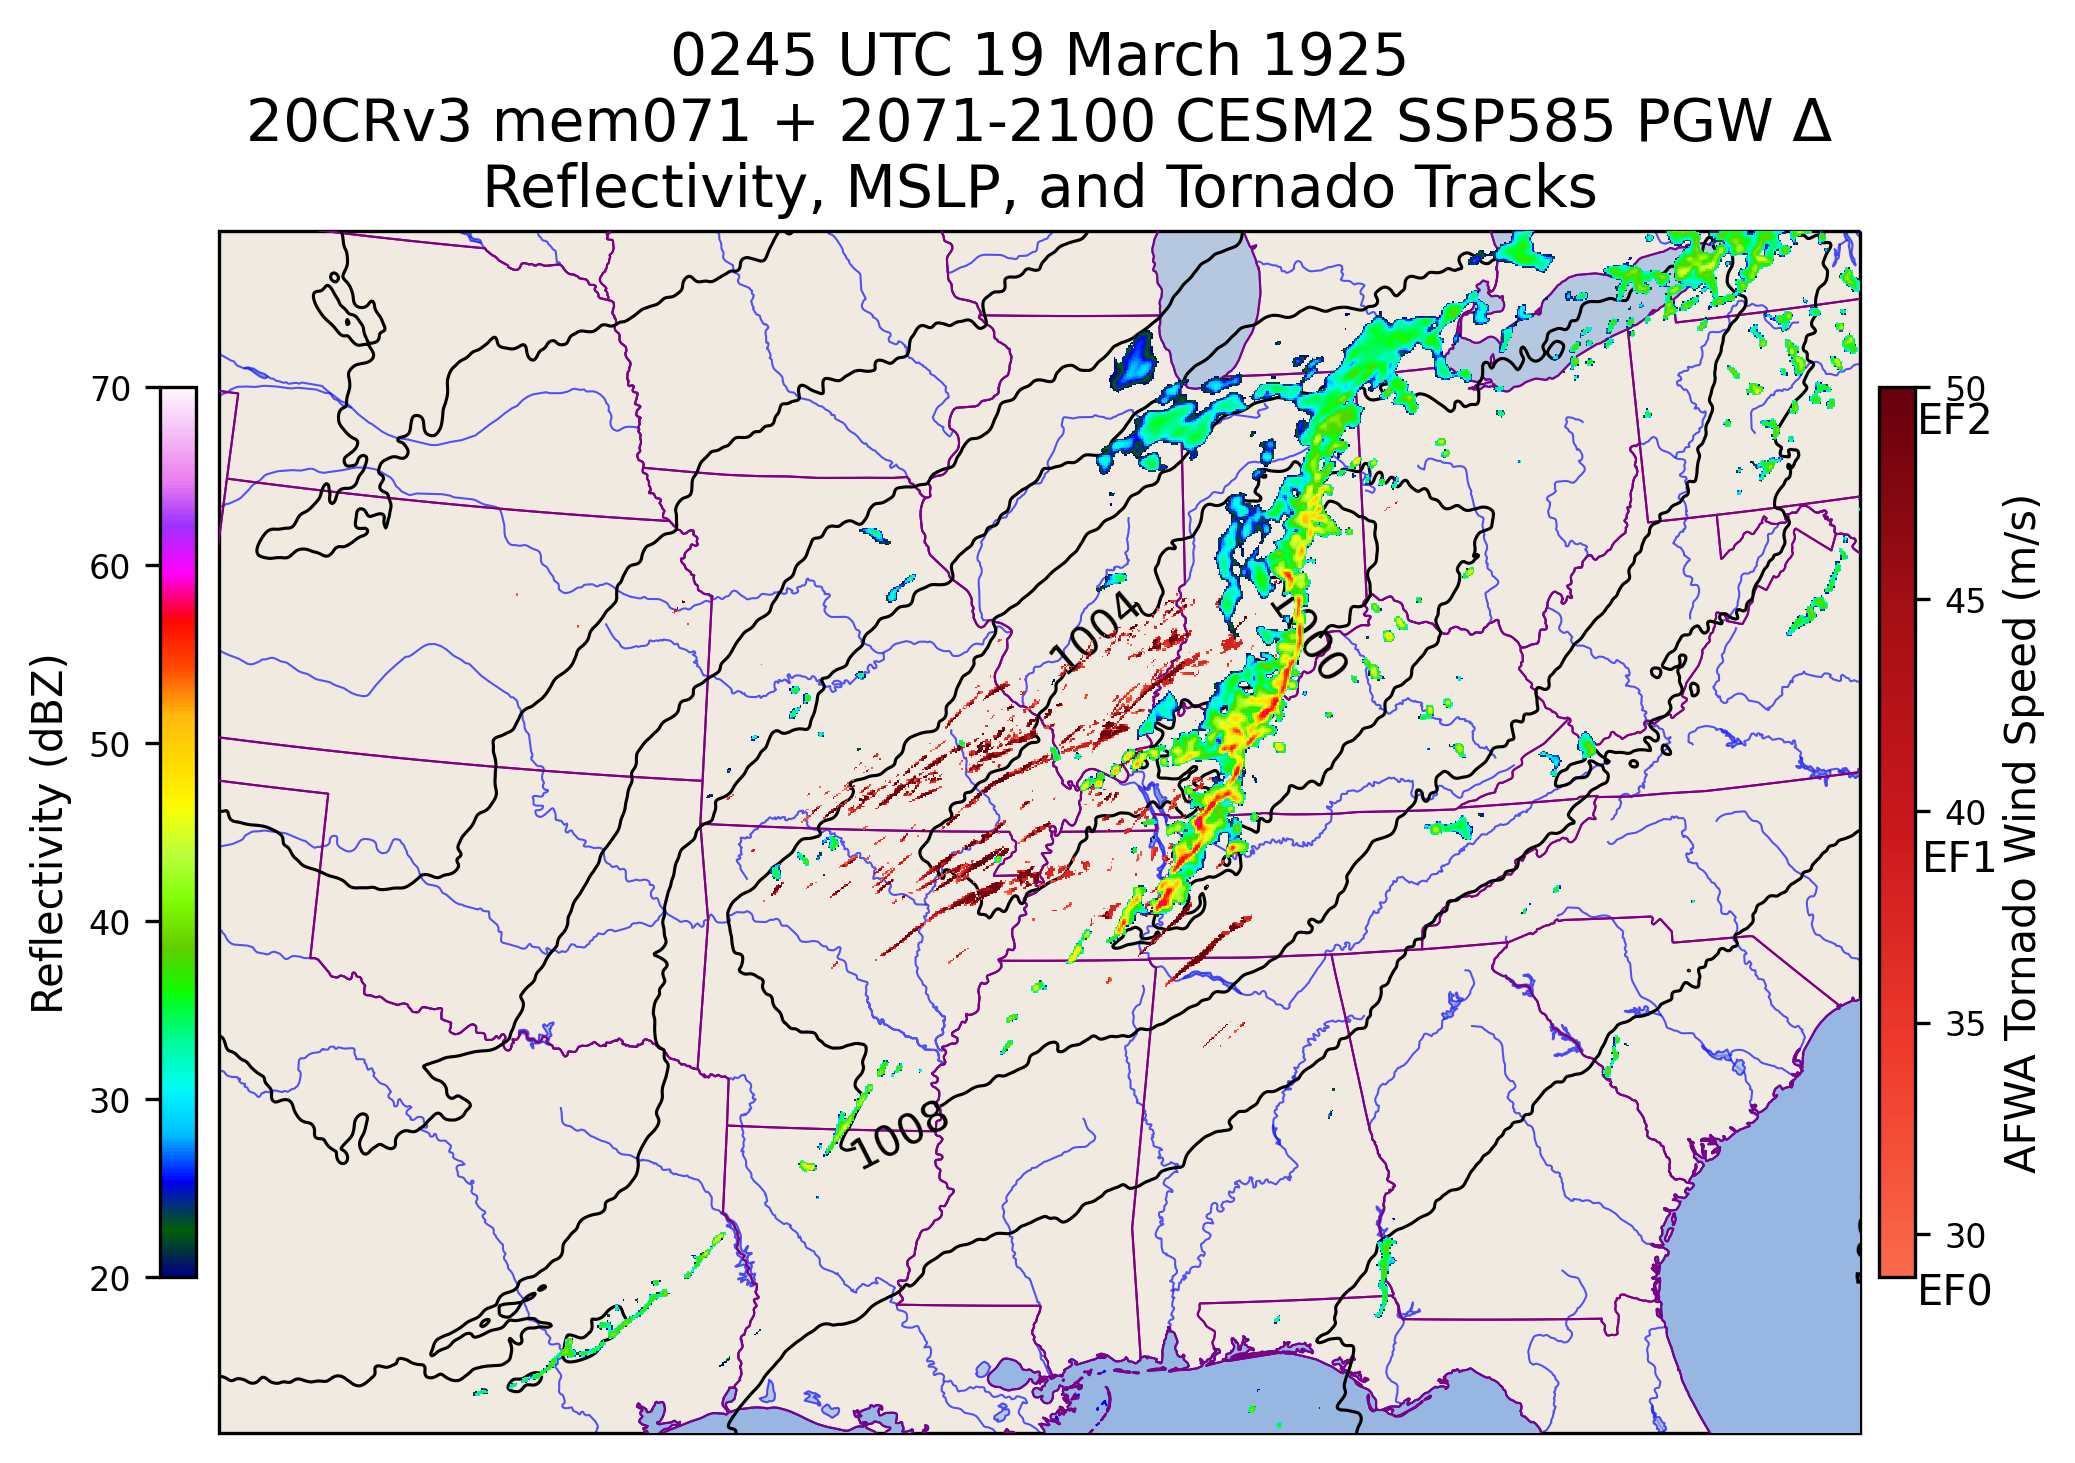 0245 UTC 19 March 1925
20CRv3 mem071 + 2071-2100 CESM2 SSP585 PGW Δ
Reflectivity, MSLP, and Tornado Tracks
70
60
50
40
30
20
Reflectivity (dBZ)
1004
1000
1008
50
EF2
45
40
EF1
35
30
EF0
AFWA Tornado Wind Speed (m/s)